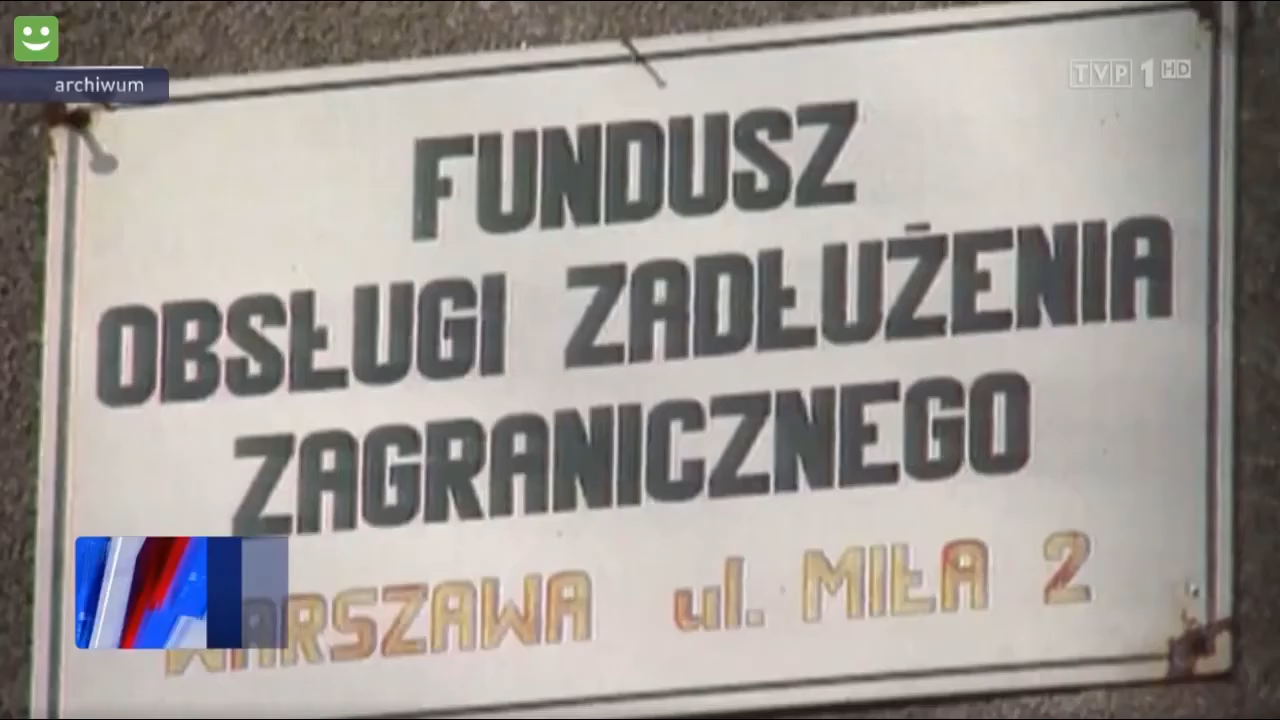 archiwum
TVP 1 HD
FUNDUSZ
OBSŁUGI ZADŁUŻENIA
ZAGRANICZNEGO
WARSZAWA ul. MIŁA 2